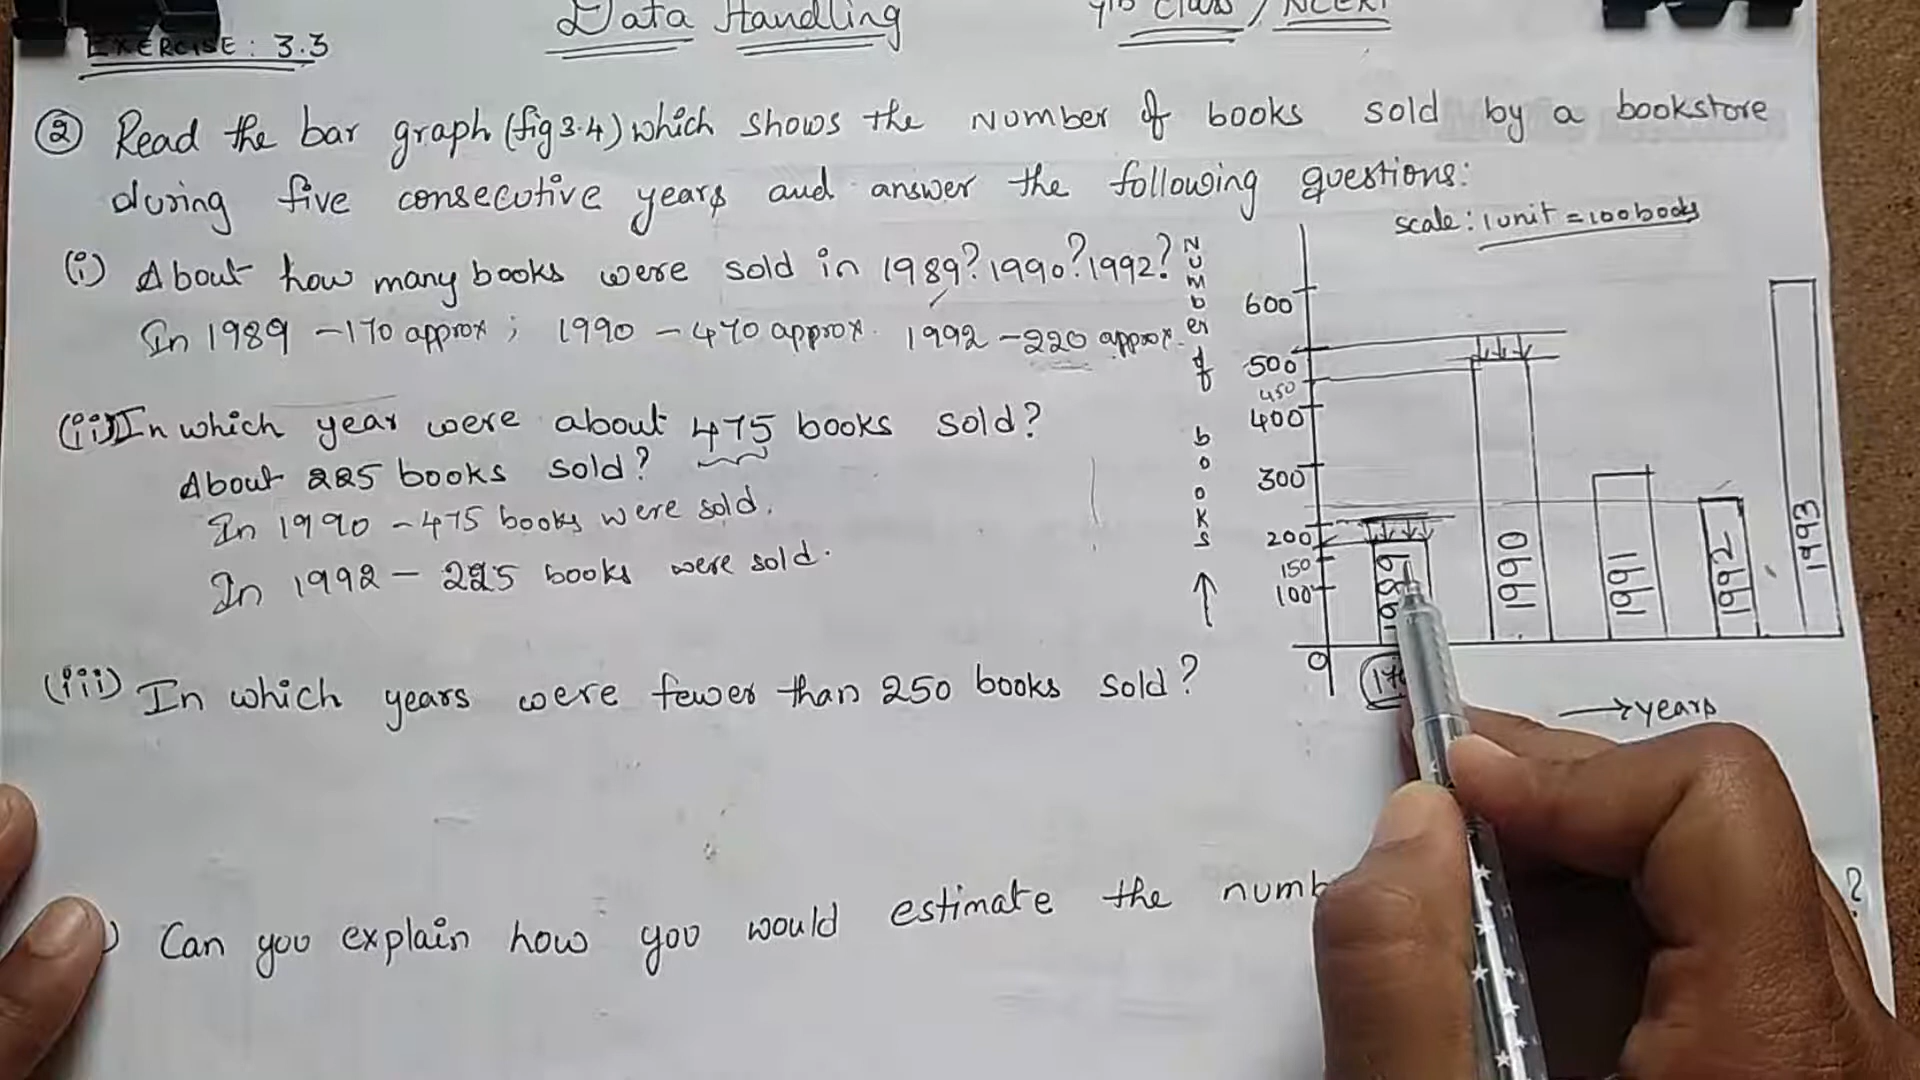 EXERCISE : 3.3
Data Handling
7th Class / NCERT
② Read the bar graph (fig 3.4) which shows the Number of books sold by a bookstore
during five consecutive years and answer the following questions:
scale : 1 unit = 100 books
(i) About how many books were sold in 1989? 1990? 1992?
In 1989 – 170 approx ; 1990 – 470 approx. 1992 – 220 approx.
(ii) In which year were about 475 books sold?
About 225 books sold?
In 1990 – 475 books were sold.
In 1992 – 225 books were sold.
(iii) In which years were fewer than 250 books sold?
Can you explain how you would estimate the ?
Number of books
600
500
450
400
300
200
150
100
0
1989
1990
1991
1992
1993
→ years